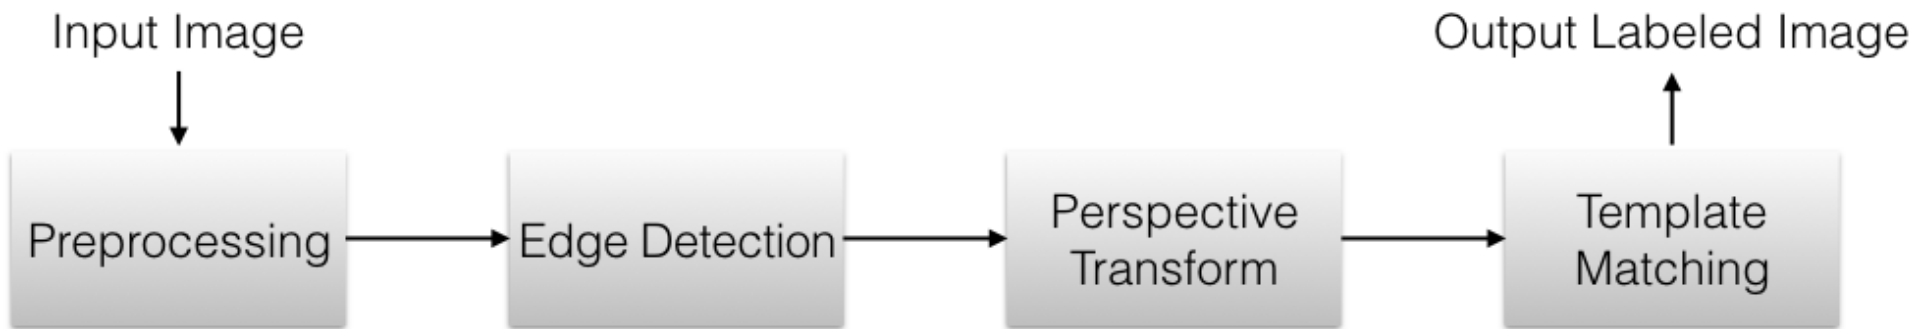 Input Image
Output Labeled Image
Preprocessing
Edge Detection
Perspective
Transform
Template
Matching